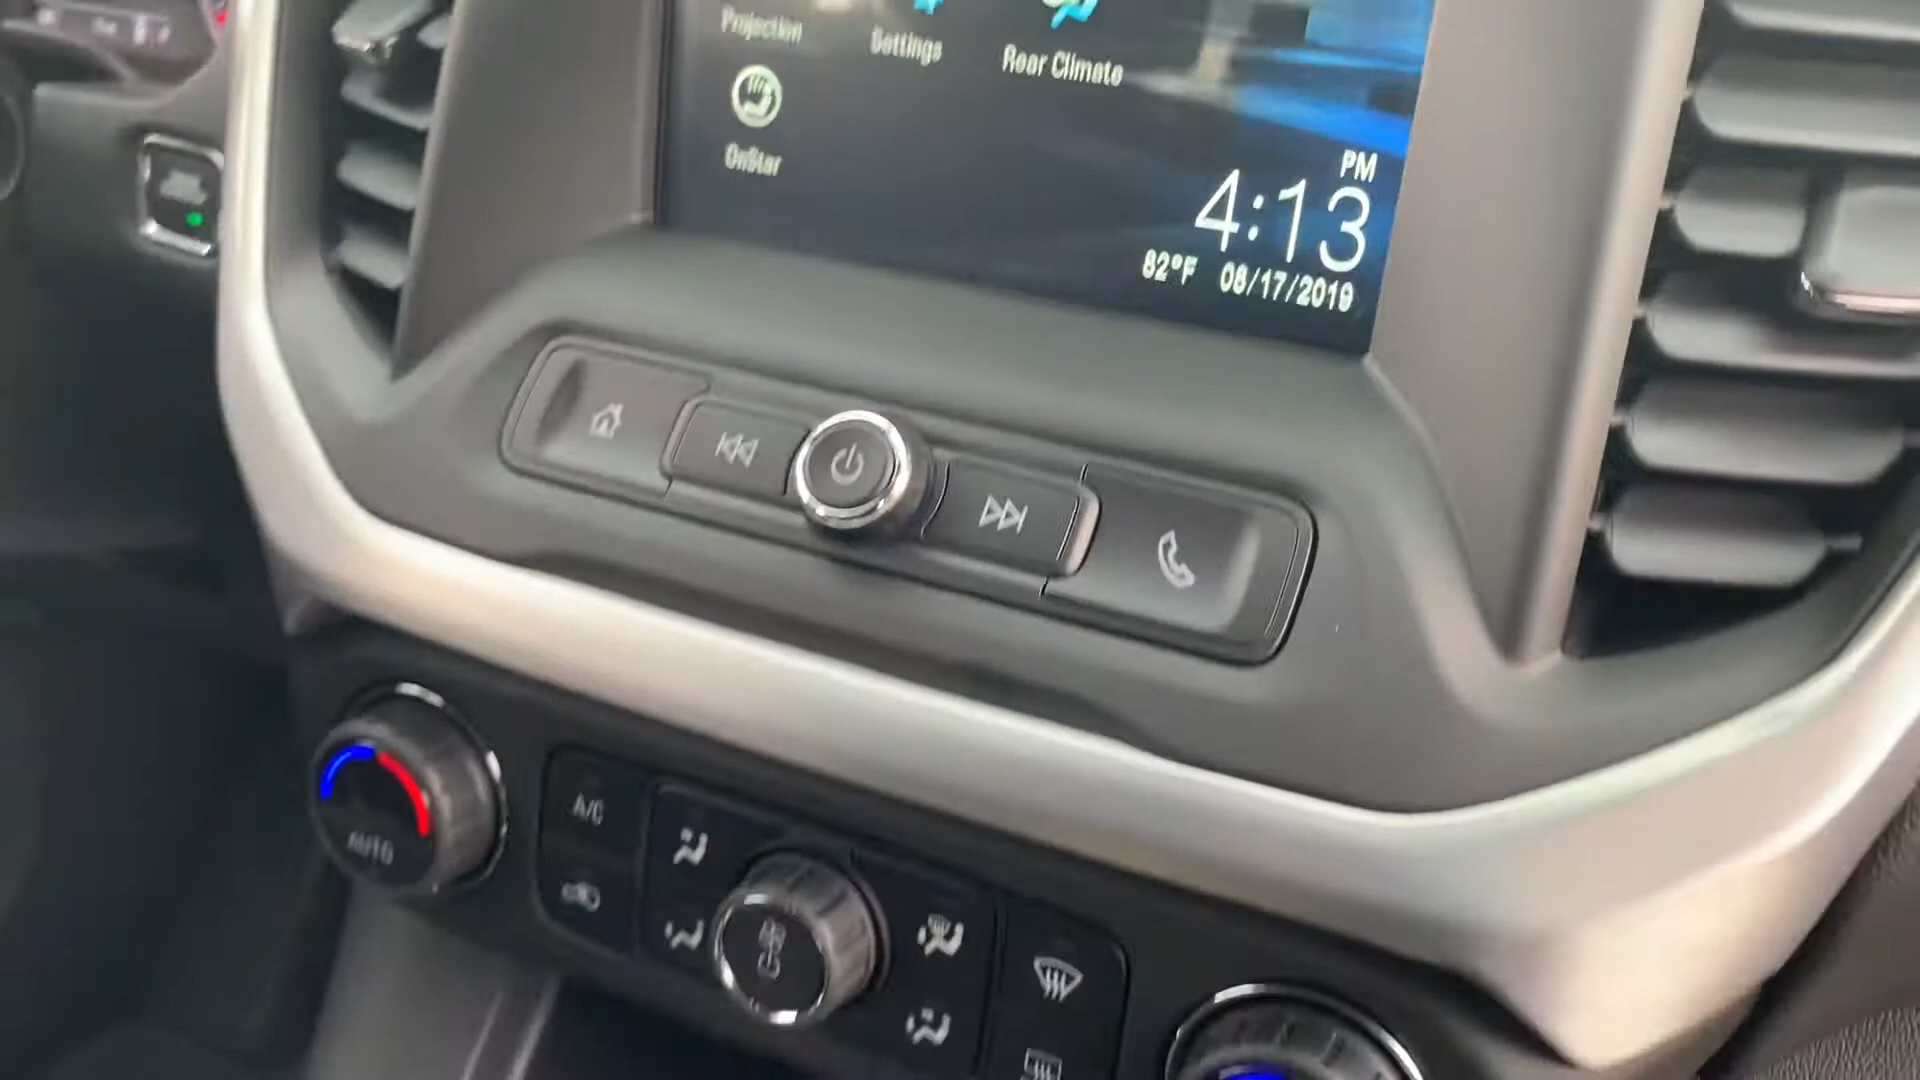 Projection
Settings
Rear Climate
OnStar
PM
4:13
82°F 08/17/2019
A/C
AUTO